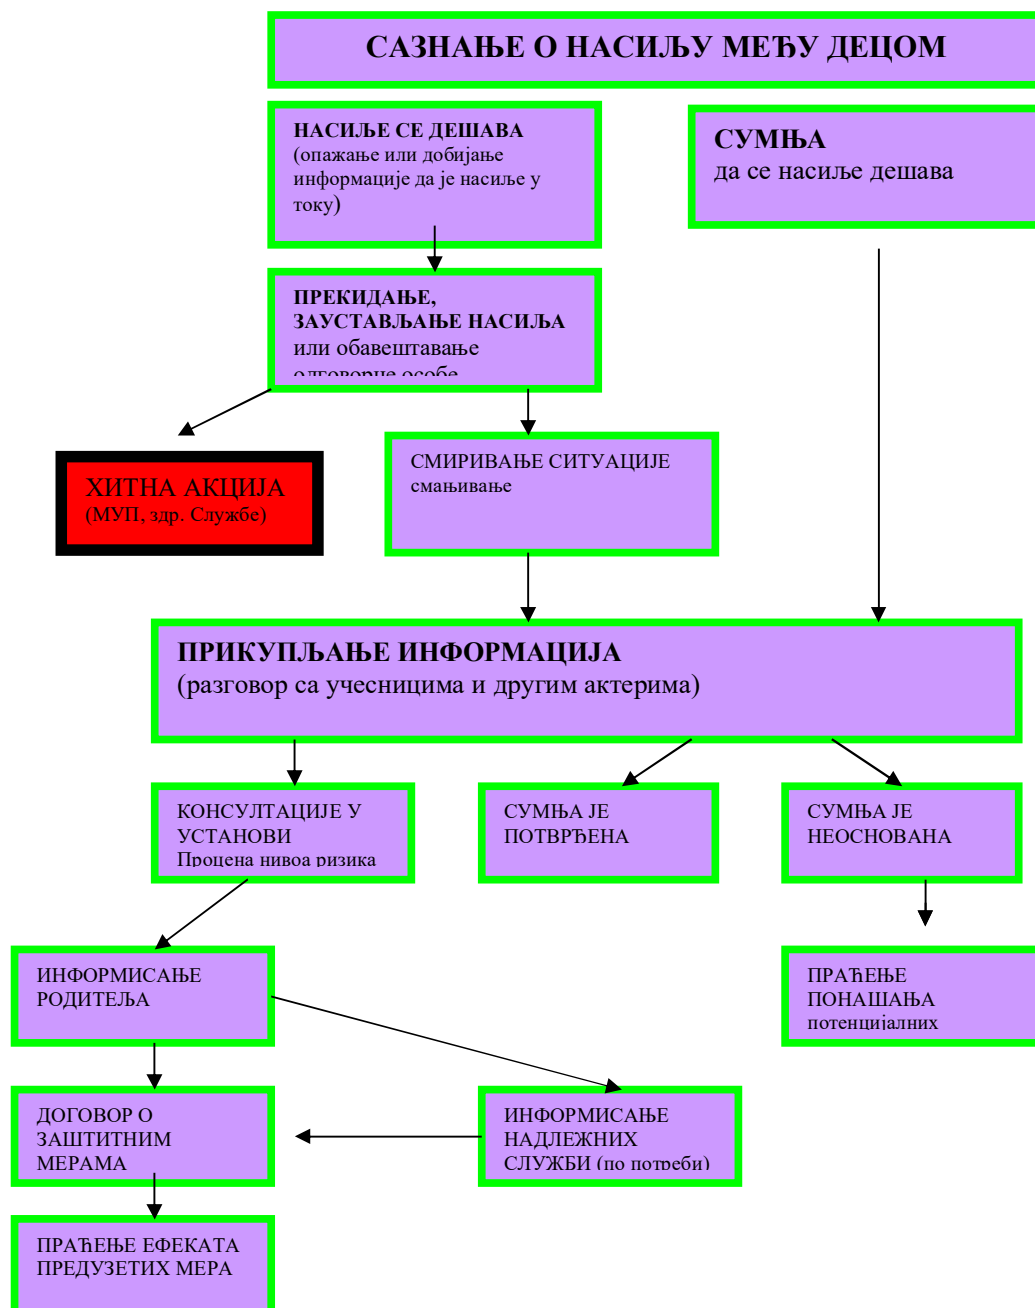 САЗНАЊЕ О НАСИЉУ МЕЂУ ДЕЦОМ
НАСИЉЕ СЕ ДЕШАВА
(опажање или добијање
информације да је насиље у
току)
СУМЊА
да се насиље дешава
ПРЕКИДАЊЕ,
ЗАУСТАВЉАЊЕ НАСИЉА
или обавештавање
одговорне особе
ХИТНА АКЦИЈА
(МУП, здр. Службе)
СМИРИВАЊЕ СИТУАЦИЈЕ
смањивање
ПРИКУПЉАЊЕ ИНФОРМАЦИЈА
(разговор са учесницима и другим актерима)
КОНСУЛТАЦИЈЕ У
УСТАНОВИ
Процена нивоа ризика
СУМЊА ЈЕ
ПОТВРЂЕНА
СУМЊА ЈЕ
НЕОСНОВАНА
ИНФОРМИСАЊЕ
РОДИТЕЉА
ПРАЋЕЊЕ
ПОНАШАЊА
потенцијалних
ДОГОВОР О
ЗАШТИТНИМ
МЕРАМА
ИНФОРМИСАЊЕ
НАДЛЕЖНИХ
СЛУЖБИ (по потреби)
ПРАЋЕЊЕ ЕФЕКАТА
ПРЕДУЗЕТИХ МЕРА